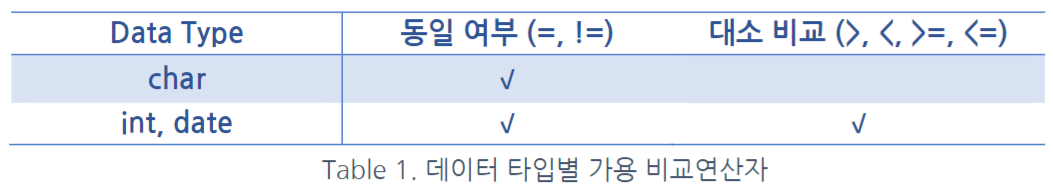 Data Type 동일 여부 (=, !=) 대소 비교 (>, <, >=, <=)
char √
int, date √ √
Table 1. 데이터 타입별 가용 비교연산자